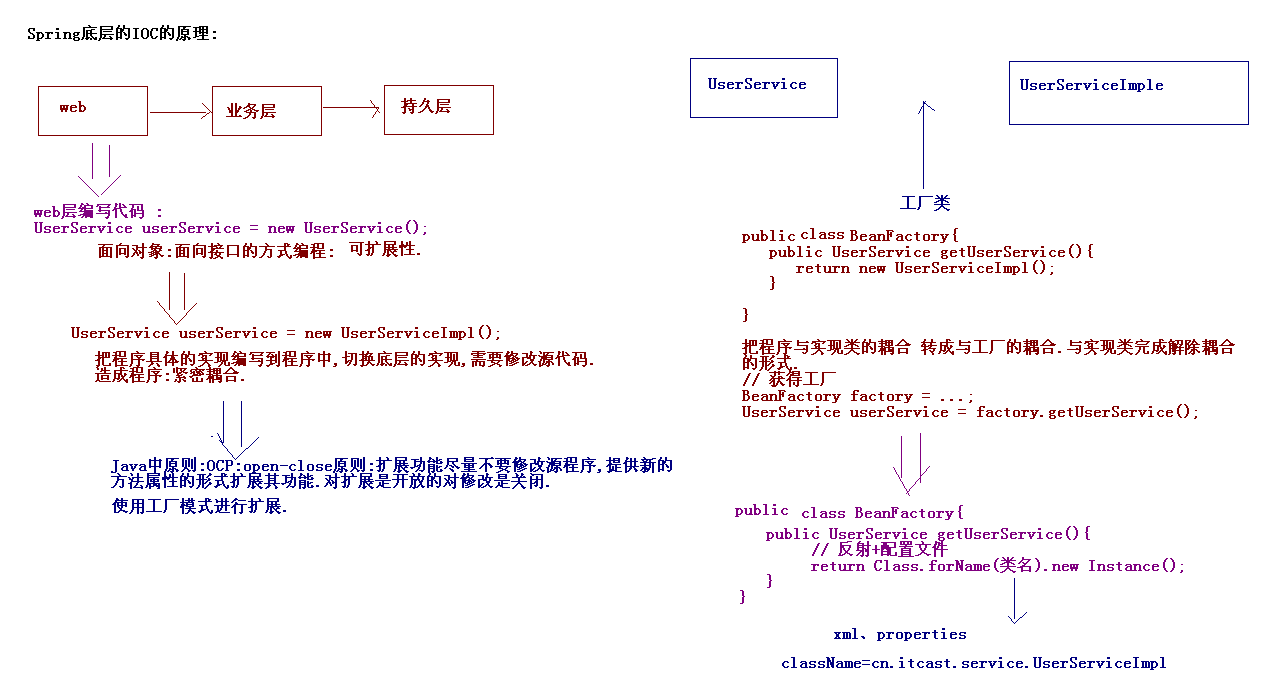 Spring底层的IOC的原理:
web
业务层
持久层
web层编写代码 :
UserService userService = new UserService();
面向对象:面向接口的方式编程: 可扩展性.
UserService userService = new UserServiceImpl();
把程序具体的实现编写到程序中,切换底层的实现,需要修改源代码.
造成程序:紧密耦合.
Java中原则:OCP:open-close原则:扩展功能尽量不要修改源程序,提供新的
方法属性的形式扩展其功能.对扩展是开放的对修改是关闭.
使用工厂模式进行扩展.
UserService
UserServiceImple
工厂类
public class BeanFactory{
public UserService getUserService(){
return new UserServiceImpl();
}
}
把程序与实现类的耦合 转成与工厂的耦合.与实现类完成解除耦合
的形式.
// 获得工厂
BeanFactory factory = ...;
UserService userService = factory.getUserService();
public class BeanFactory{
public UserService getUserService(){
// 反射+配置文件
return Class.forName(类名).new Instance();
}
}
xml、properties
className=cn.itcast.service.UserServiceImpl